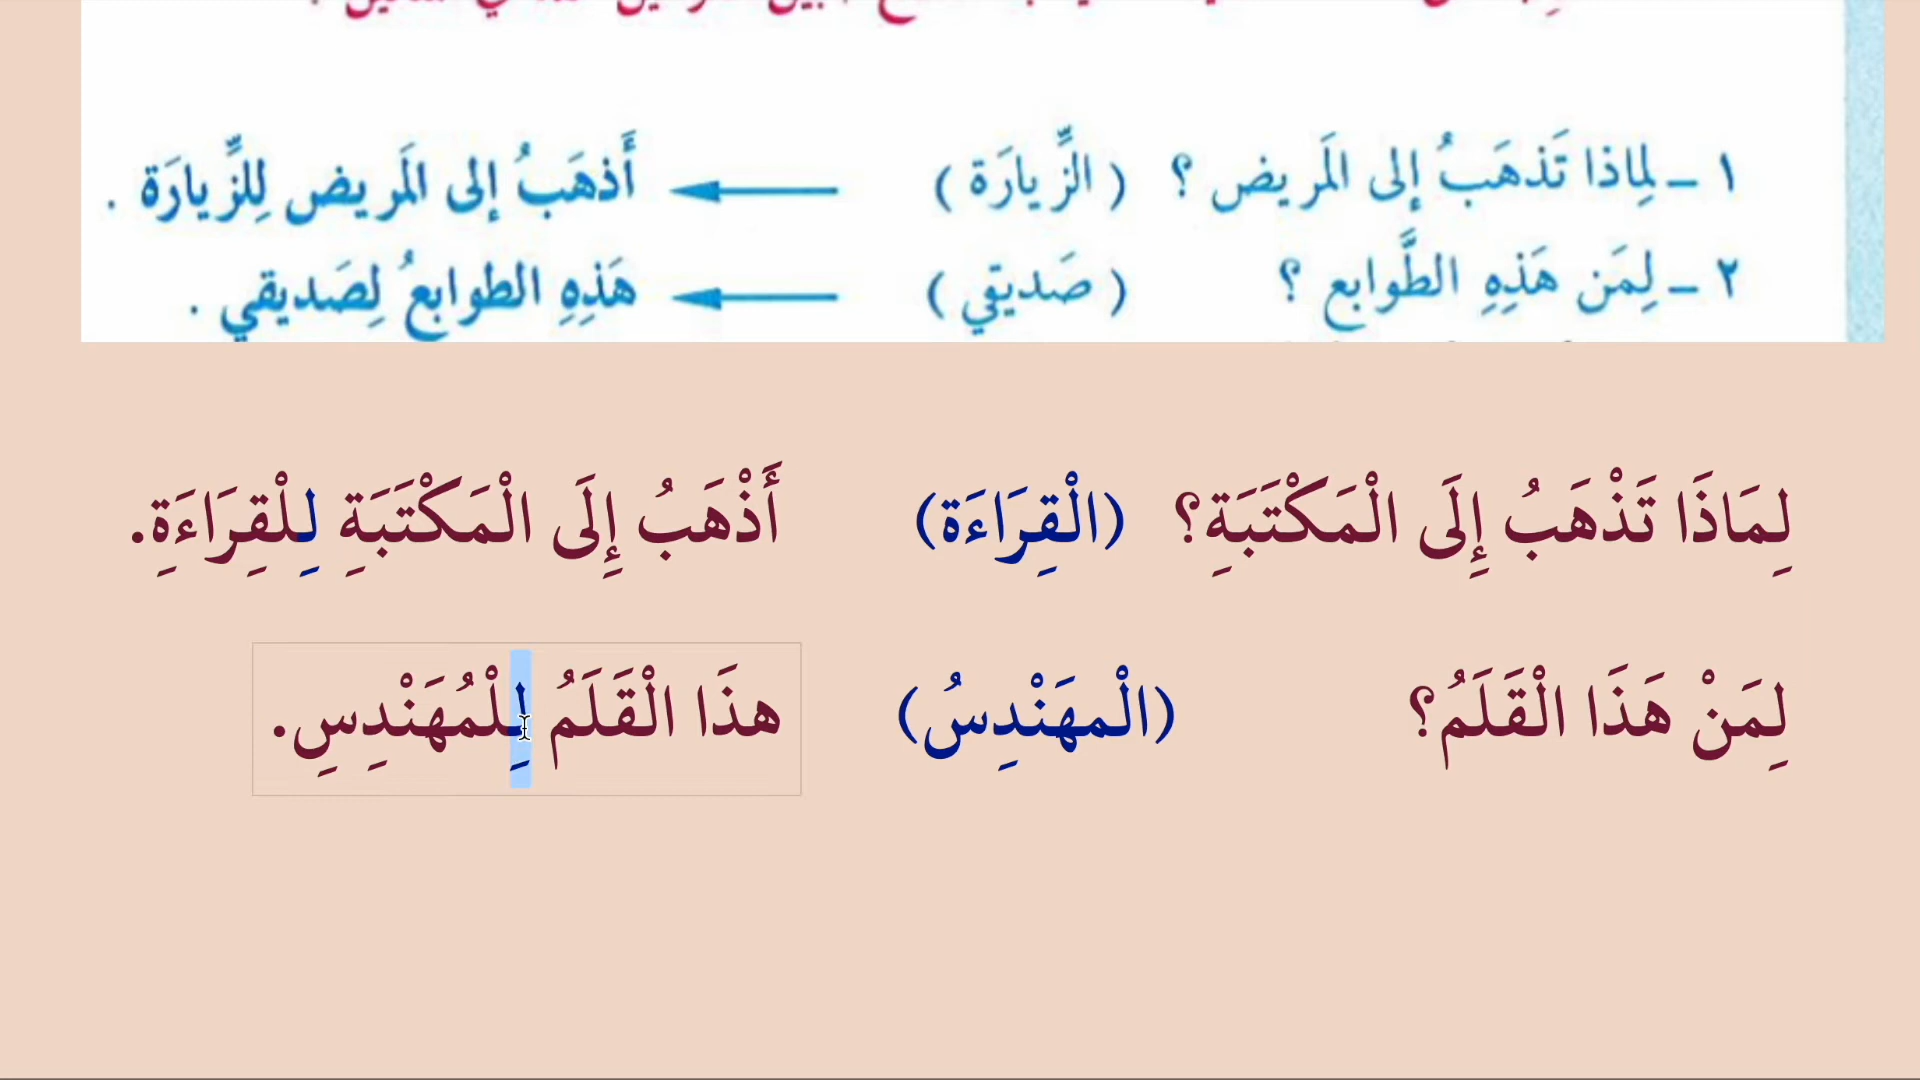 ١ – لِماذا تَذهَبُ إلى المَريض ؟ ( الزِّيارَة ) أَذهَبُ إلى المَريض لِلزِّيارَة .
٢ – لِمَن هَذِهِ الطَّوابع ؟ ( صَديقي ) هَذِهِ الطوابعُ لِصَديقي .
لِمَاذَا تَذْهَبُ إِلَى الْمَكْتَبَةِ؟ (الْقِرَاءَة) أَذْهَبُ إِلَى الْمَكْتَبَةِ لِلْقِرَاءَةِ.
لِمَنْ هَذَا الْقَلَمُ؟ (الْمهَنْدِسُ) هذَا الْقَلَمُ لِلْمُهَنْدِسِ.